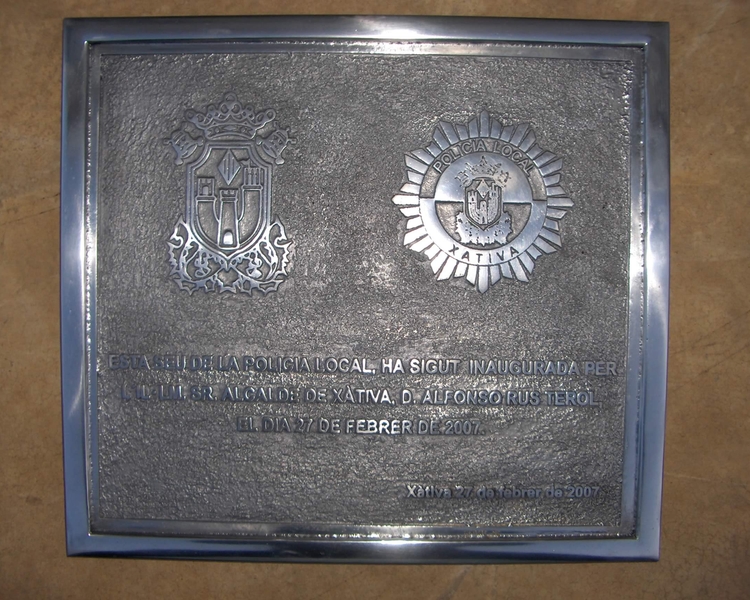 POLICIA LOCAL
XATIVA
ESTA SEU DE LA POLICIA LOCAL, HA SIGUT INAUGURADA PER
L'IL·LM. SR. ALCALDE DE XÀTIVA, D. ALFONSO RUS TEROL,
EL DIA 27 DE FEBRER DE 2007.
Xàtiva 27 de febrer de 2007.